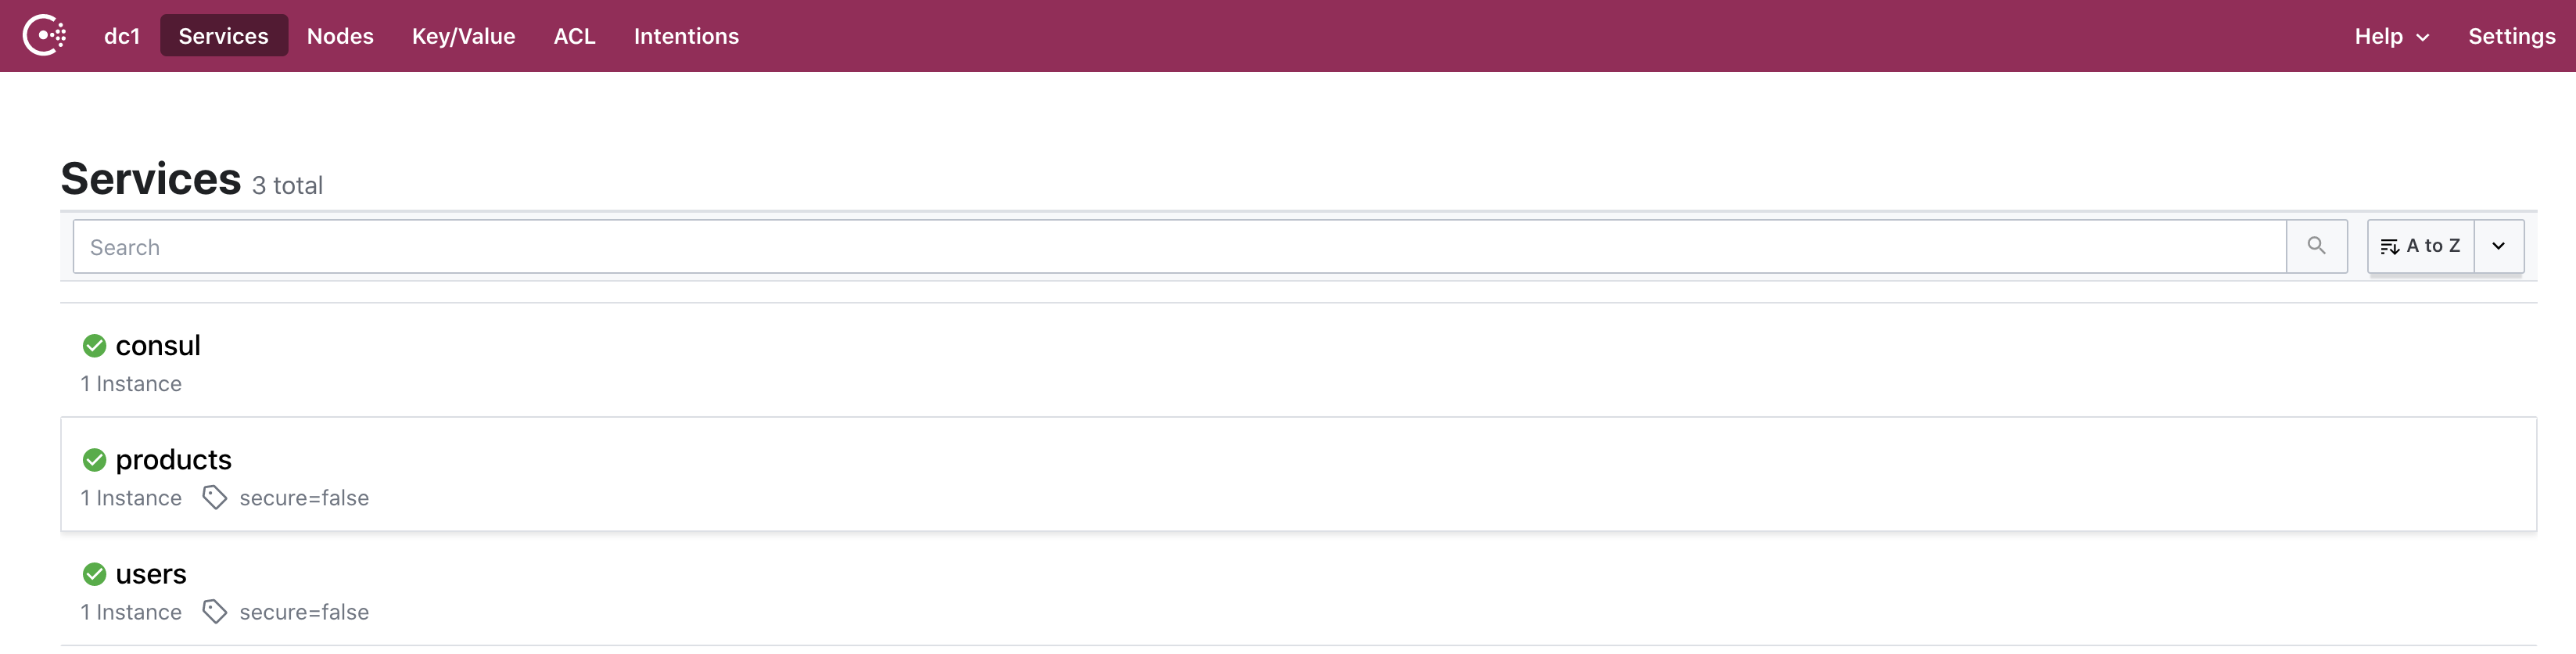 dc1 Services Nodes Key/Value ACL Intentions Help Settings
Services 3 total
Search A to Z
consul
1 Instance
products
1 Instance secure=false
users
1 Instance secure=false